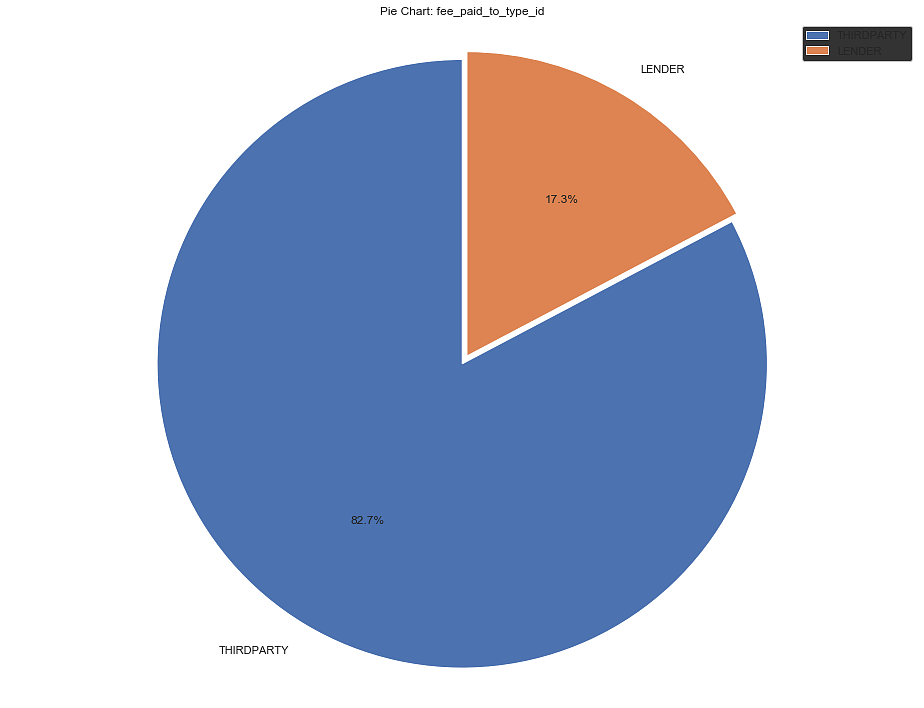 Pie Chart: fee_paid_to_type_id
THIRDPARTY
LENDER
LENDER
17.3%
82.7%
THIRDPARTY